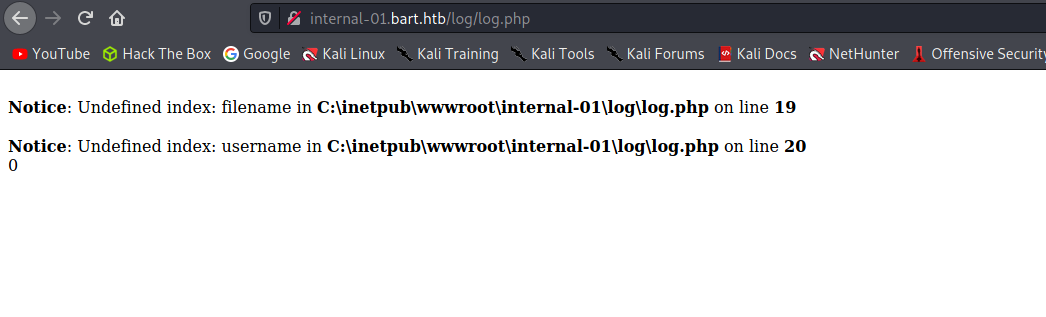 internal-01.bart.htb/log/log.php
YouTube Hack The Box Google Kali Linux Kali Training Kali Tools Kali Forums Kali Docs NetHunter Offensive Security
Notice: Undefined index: filename in C:\inetpub\wwwroot\internal-01\log\log.php on line 19
Notice: Undefined index: username in C:\inetpub\wwwroot\internal-01\log\log.php on line 20
0